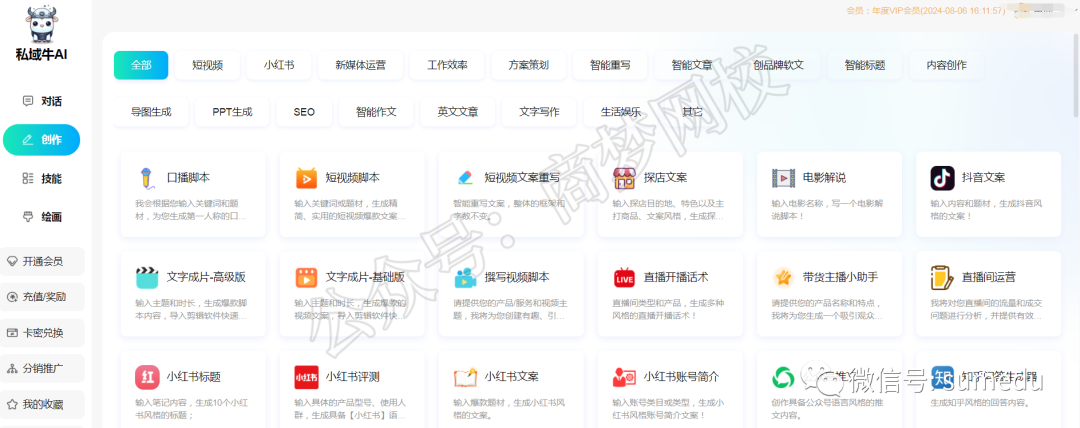 会员：年度VIP会员(2024-08-06 16:11:57)
私域牛AI
对话
创作
技能
绘画
开通会员
充值/奖励
卡密兑换
分销推广
我的收藏
全部 短视频 小红书 新媒体运营 工作效率 方案策划 智能重写 智能文章 创品牌软文 智能标题 内容创作
导图生成 PPT生成 SEO 智能作文 英文文章 文字写作 生活娱乐 其它
口播脚本
我会根据您输入关键词和题
材，为您生成第一人称的口...
短视频脚本
输入关键词或题材，生成精
简、实用的短视频爆款文案...
短视频文案重写
智能重写文案，整体的框架和
字数不变。
探店文案
输入探店目的地、特色以及主
打商品、文案风格，生成探...
电影解说
输入电影名称，写一个电影解
说脚本！
抖音文案
输入内容和题材，生成抖音风
格的文案！
文字成片-高级版
输入主题和时长，生成爆款脚
本内容，导入剪辑软件快速...
文字成片-基础版
输入主题和时长，生成爆款的
视频文案，导入剪辑软件快...
撰写视频脚本
请提供您的产品/服务和视频主
题，我将为您创建有趣、引...
直播开播话术
直播间类型和产品，生成多种
风格的直播开播话术！
带货主播小助手
请提供您的产品名称和特点，
我将为您生成一个吸引观众...
直播间运营
我将对您直播间的流量和成交
问题进行分析，并提供有效...
小红书标题
输入笔记内容，生成10个小红
书风格的标题；
小红书评测
输入具体的产品型号、使用人
群，生成具备【小红书】语...
小红书文案
输入爆款题材，生成小红书风
格的文案。
小红书账号简介
输入账号类目或类型，生成小
红书风格账号简介文案！
创作具备公众号语言风格的推
文内容。
知乎问答生成器
生成知乎风格的回答内容。
公众号：商梦网校
微信号: sumedu